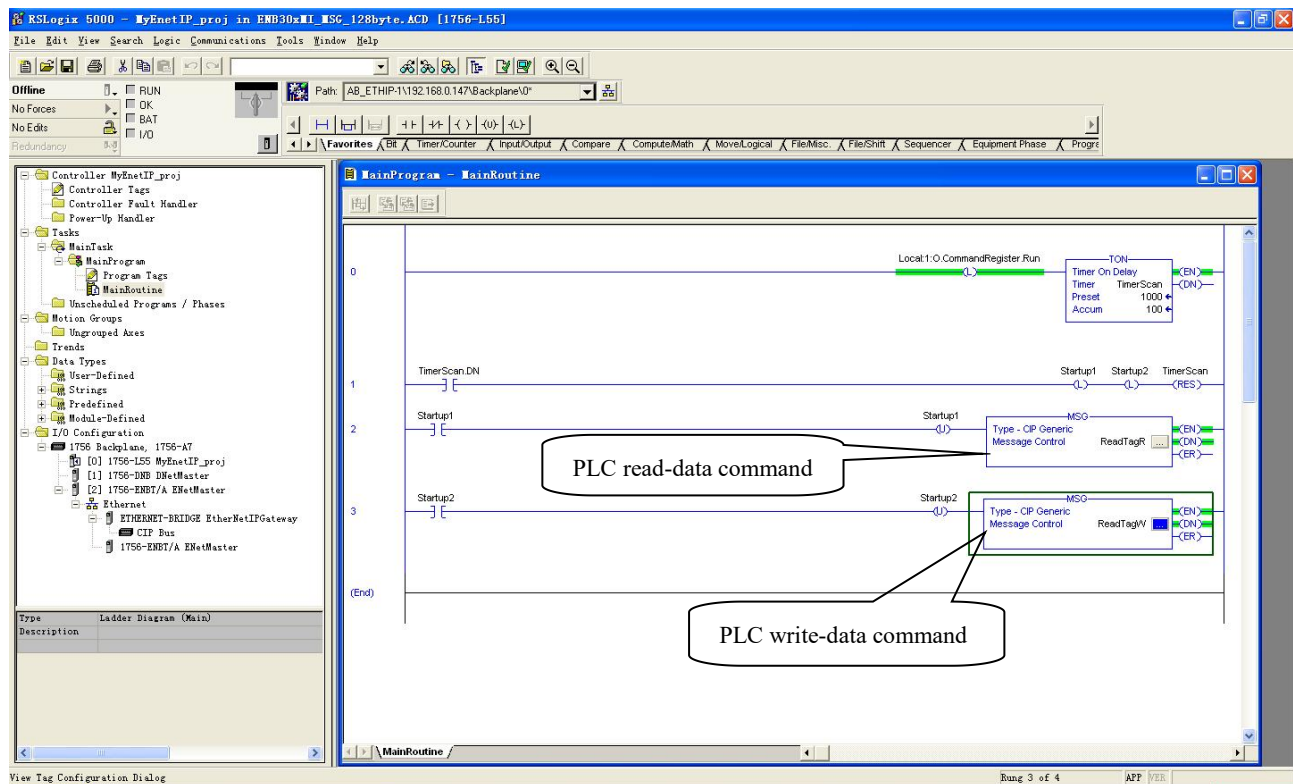 RSLogix 5000 - MyEnetIP_proj in ENB30xMI_MSG_128byte.ACD [1756-L55]
File Edit View Search Logic Communications Tools Window Help
Offline
RUN
No Forces
OK
No Edits
BAT
Redundancy
I/O
Path: AB_ETHIP-1\192.168.0.147\Backplane\0*
Favorites Bit Timer/Counter Input/Output Compare Compute/Math Move/Logical File/Misc. File/Shift Sequencer Equipment Phase Progra
Controller MyEnetIP_proj
Controller Tags
Controller Fault Handler
Power-Up Handler
Tasks
MainTask
MainProgram
Program Tags
MainRoutine
Unscheduled Programs / Phases
Motion Groups
Ungrouped Axes
Trends
Data Types
User-Defined
Strings
Predefined
Module-Defined
I/O Configuration
1756 Backplane, 1756-A7
[0] 1756-L55 MyEnetIP_proj
[1] 1756-DNB DNetMaster
[2] 1756-ENBT/A ENetMaster
Ethernet
ETHERNET-BRIDGE EtherNetIPGateway
CIP Bus
1756-ENBT/A ENetMaster
Type Ladder Diagram (Main)
Description
MainProgram - MainRoutine
0
Local:1:O.CommandRegister.Run
(L)
TON
Timer On Delay
Timer TimerScan
Preset 1000
Accum 100
(EN)
(DN)
1
TimerScan.DN
Startup1 Startup2 TimerScan
(L) (L) (RES)
2
Startup1
Startup1
(U)
MSG
Type - CIP Generic
Message Control ReadTagR ...
(EN)
(DN)
(ER)
PLC read-data command
3
Startup2
Startup2
(U)
MSG
Type - CIP Generic
Message Control ReadTagW ...
(EN)
(DN)
(ER)
PLC write-data command
(End)
MainRoutine
View Tag Configuration Dialog
Rung 3 of 4
APP VER